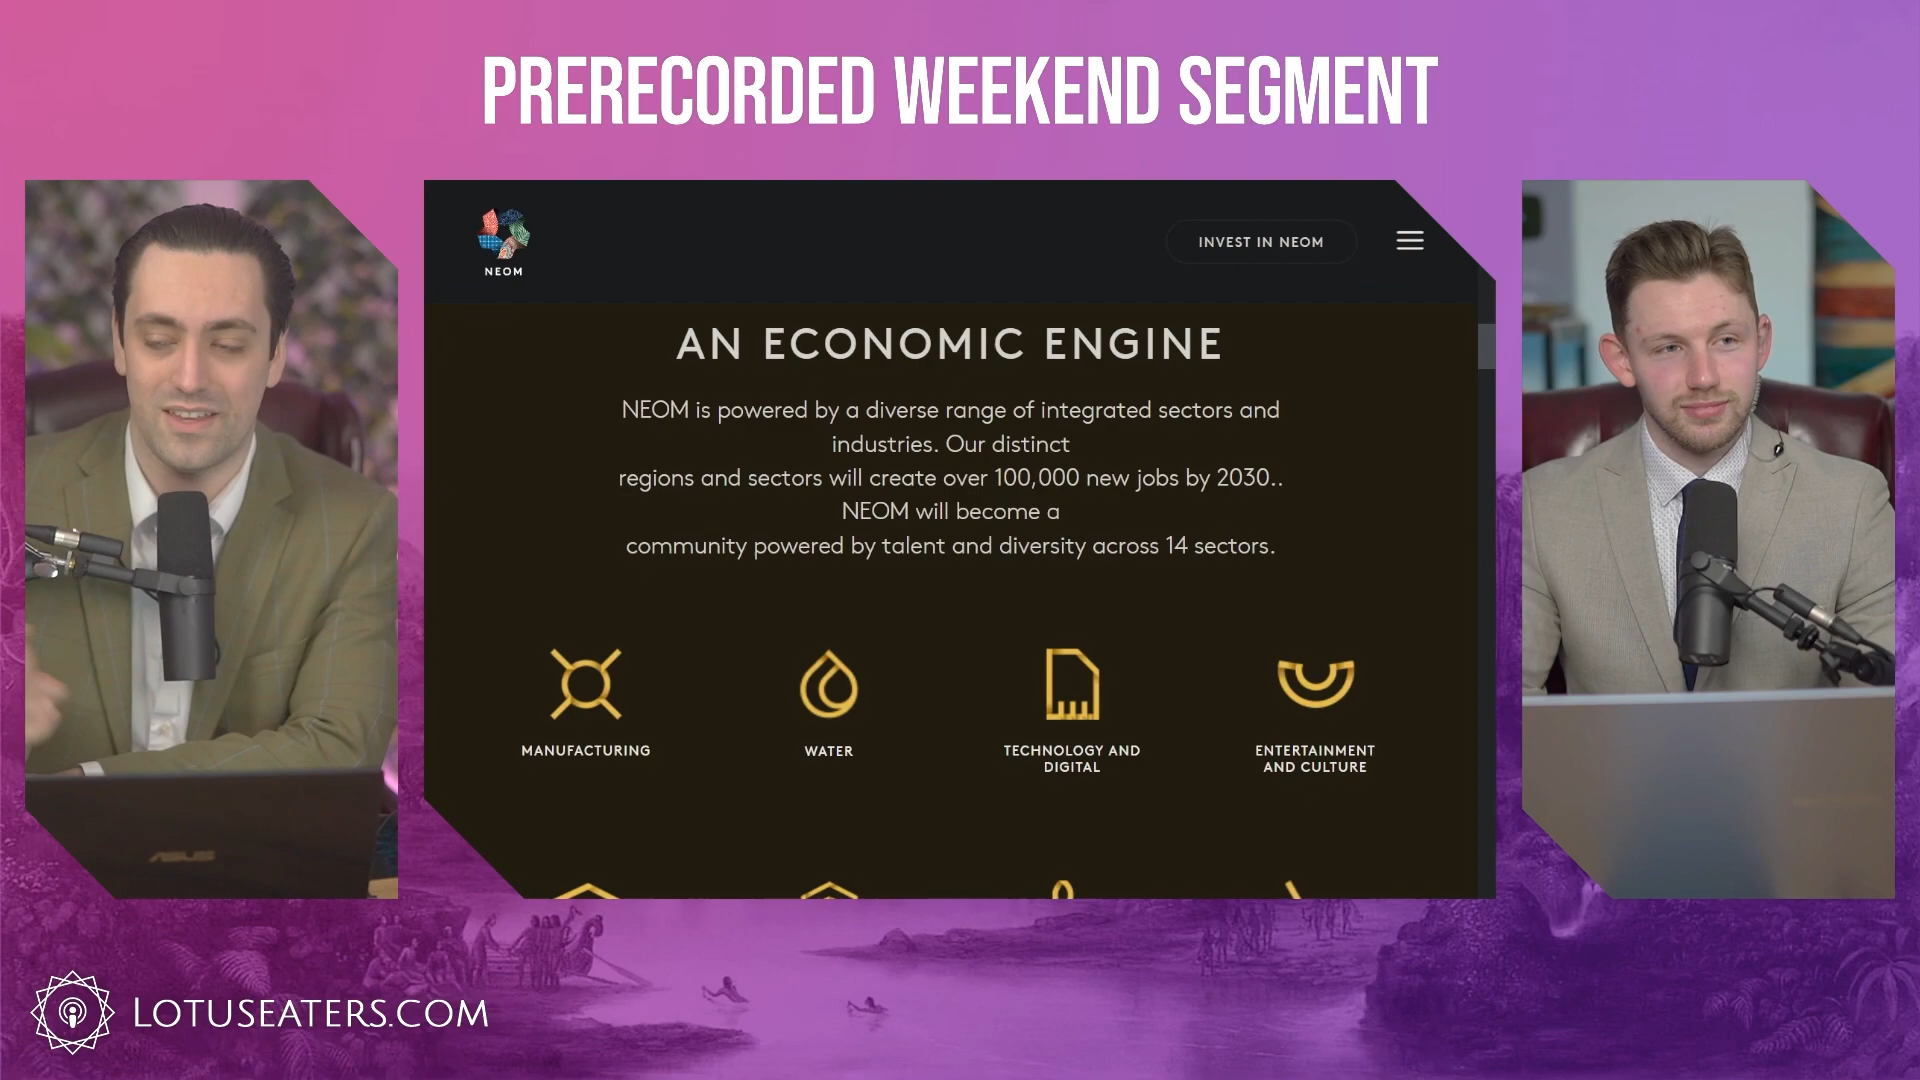 PRERECORDED WEEKEND SEGMENT
NEOM
INVEST IN NEOM
AN ECONOMIC ENGINE
NEOM is powered by a diverse range of integrated sectors and
industries. Our distinct
regions and sectors will create over 100,000 new jobs by 2030..
NEOM will become a
community powered by talent and diversity across 14 sectors.
MANUFACTURING
WATER
TECHNOLOGY AND
DIGITAL
ENTERTAINMENT
AND CULTURE
ASUS
LOTUSEATERS.COM